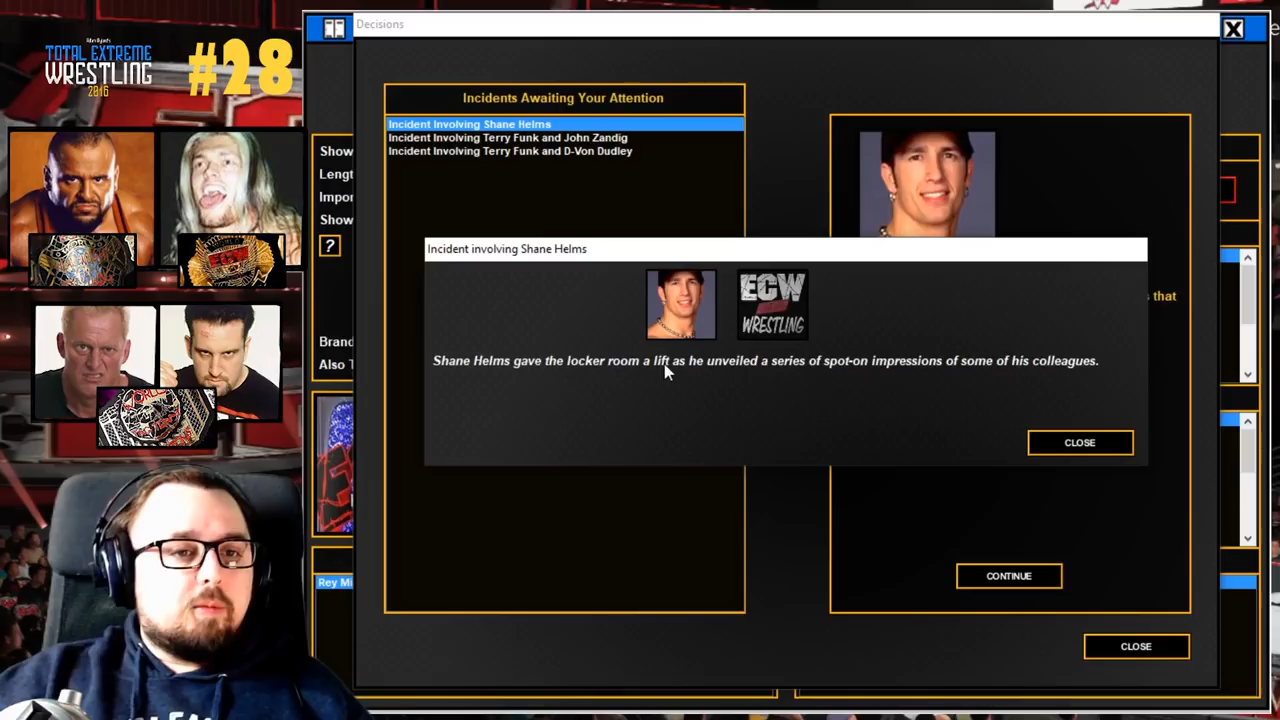 Decisions
Adam Ryland's
TOTAL EXTREME
WRESTLING
2016
#28
Incidents Awaiting Your Attention
Incident Involving Shane Helms
Incident Involving Terry Funk and John Zandig
Incident Involving Terry Funk and D-Von Dudley
Show
Lengt
Impor
Show
?
Incident involving Shane Helms
ECW
WRESTLING
s that
Shane Helms gave the locker room a lift as he unveiled a series of spot-on impressions of some of his colleagues.
Brand
Also T
CLOSE
CONTINUE
Rey Mi
CLOSE